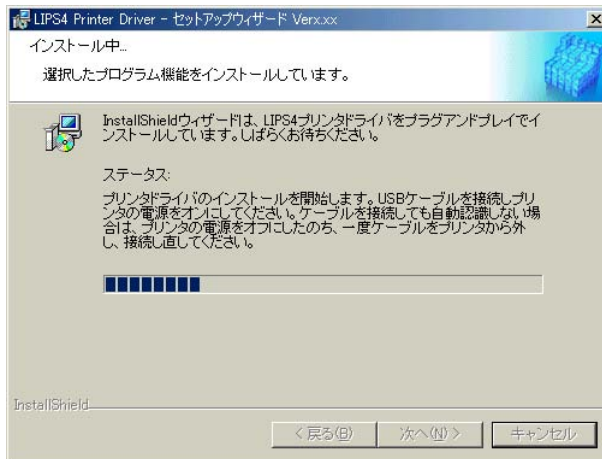 LIPS4 Printer Driver - セットアップウィザード Verx.xx
インストール中...
選択したプログラム機能をインストールしています。
InstallShieldウィザードは、LIPS4プリンタドライバをプラグアンドプレイでイ
ンストールしています。しばらくお待ちください。
ステータス:
プリンタドライバのインストールを開始します。USBケーブルを接続しプリ
ンタの電源をオンにしてください。ケーブルを接続しても自動認識しない場
合は、プリンタの電源をオフにしたのち、一度ケーブルをプリンタから外
し、接続し直してください。
InstallShield
< 戻る(B)
次へ(N) >
キャンセル